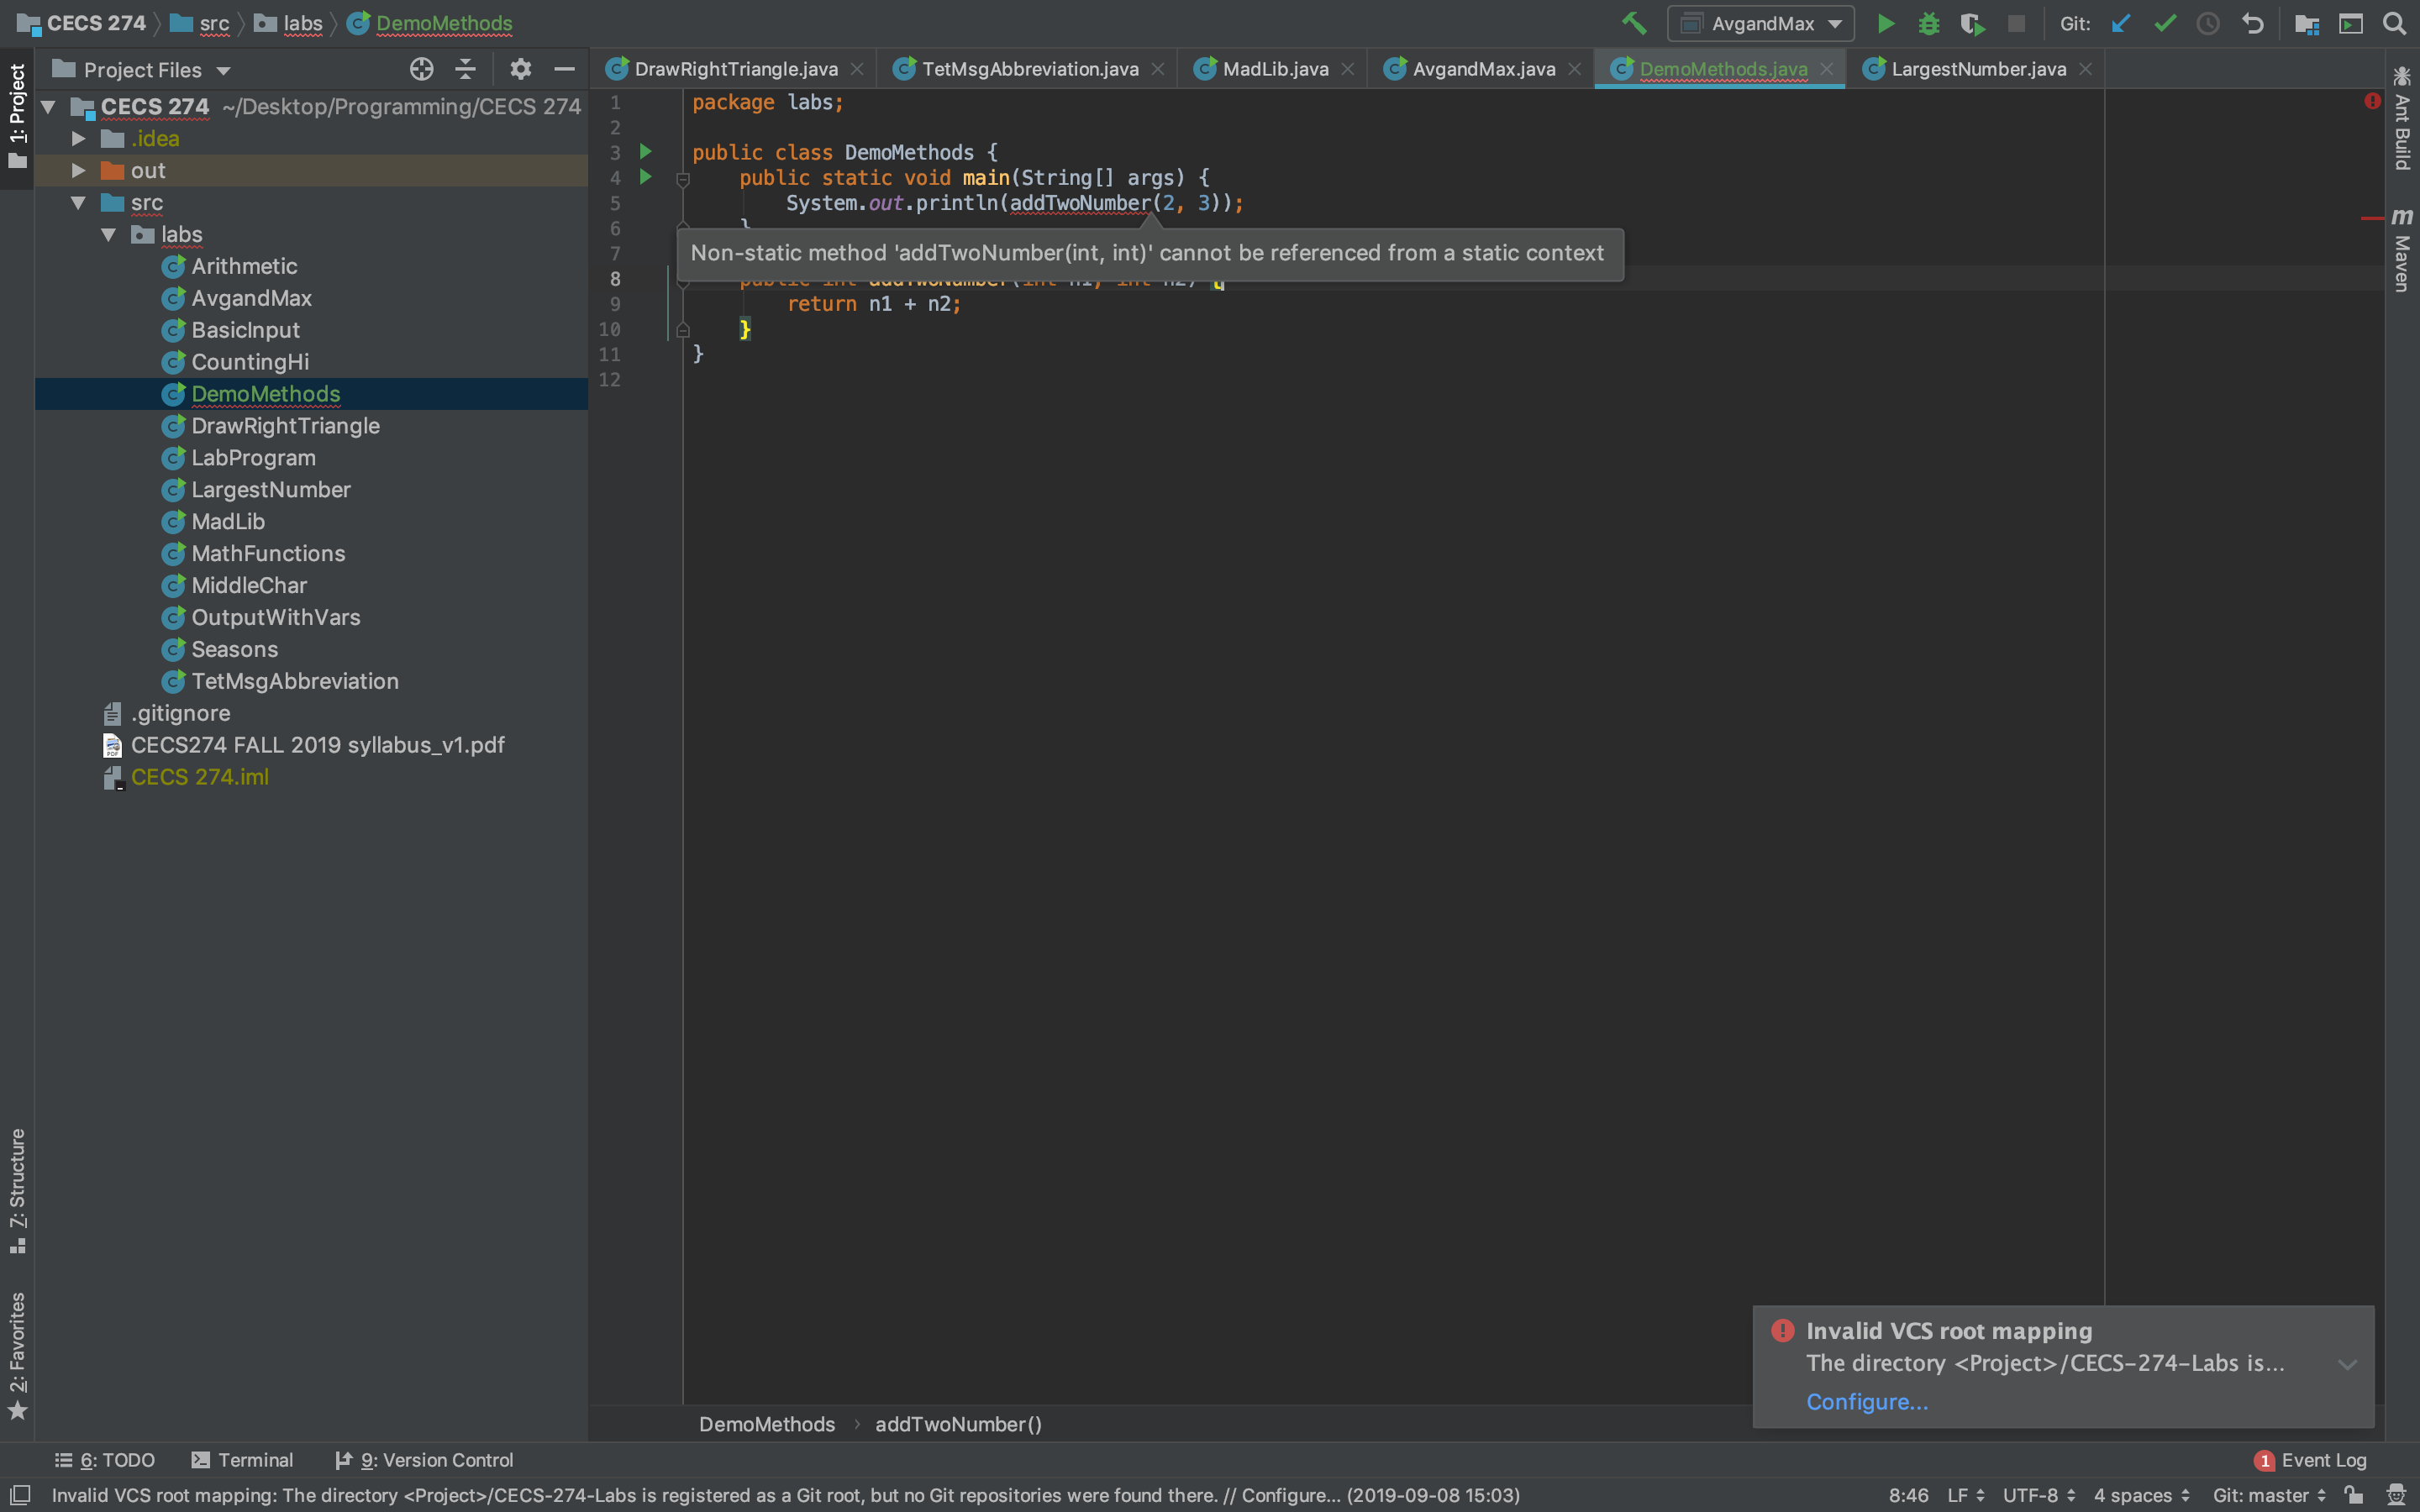 CECS 274 src labs DemoMethods
AvgandMax Git:
1: Project
Project Files
DrawRightTriangle.java TetMsgAbbreviation.java MadLib.java AvgandMax.java DemoMethods.java LargestNumber.java
CECS 274 ~/Desktop/Programming/CECS 274
.idea
out
src
labs
Arithmetic
AvgandMax
BasicInput
CountingHi
DemoMethods
DrawRightTriangle
LabProgram
LargestNumber
MadLib
MathFunctions
MiddleChar
OutputWithVars
Seasons
TetMsgAbbreviation
.gitignore
CECS274 FALL 2019 syllabus_v1.pdf
CECS 274.iml
7: Structure
2: Favorites
1 package labs;
2
3 public class DemoMethods {
4 public static void main(String[] args) {
5 System.out.println(addTwoNumber(2, 3));
6 }
7
Non-static method 'addTwoNumber(int, int)' cannot be referenced from a static context
8 public int addTwoNumber(int n1, int n2) {
9 return n1 + n2;
10 }
11 }
12
Ant Build
m Maven
Invalid VCS root mapping
The directory <Project>/CECS-274-Labs is...
Configure...
DemoMethods › addTwoNumber()
6: TODO Terminal 9: Version Control
1 Event Log
Invalid VCS root mapping: The directory <Project>/CECS-274-Labs is registered as a Git root, but no Git repositories were found there. // Configure... (2019-09-08 15:03)
8:46 LF UTF-8 4 spaces Git: master